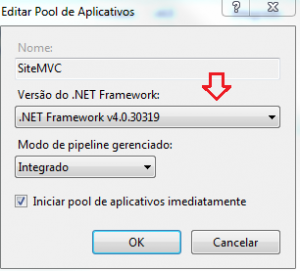 Editar Pool de Aplicativos
?
Nome:
SiteMVC
Versão do .NET Framework:
.NET Framework v4.0.30319
Modo de pipeline gerenciado:
Integrado
Iniciar pool de aplicativos imediatamente
OK
Cancelar